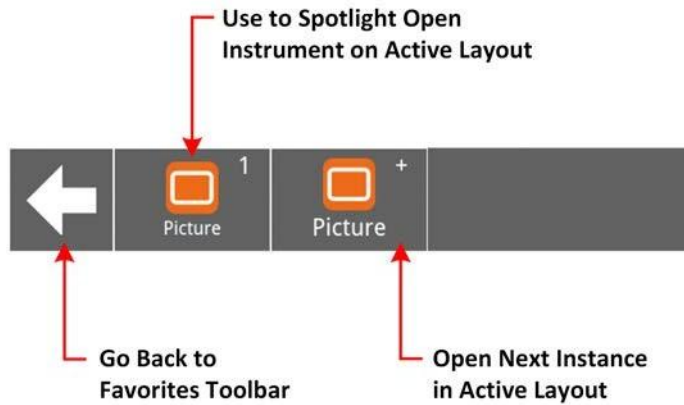 Use to Spotlight Open
Instrument on Active Layout
1
+
Picture
Picture
Go Back to
Favorites Toolbar
Open Next Instance
in Active Layout